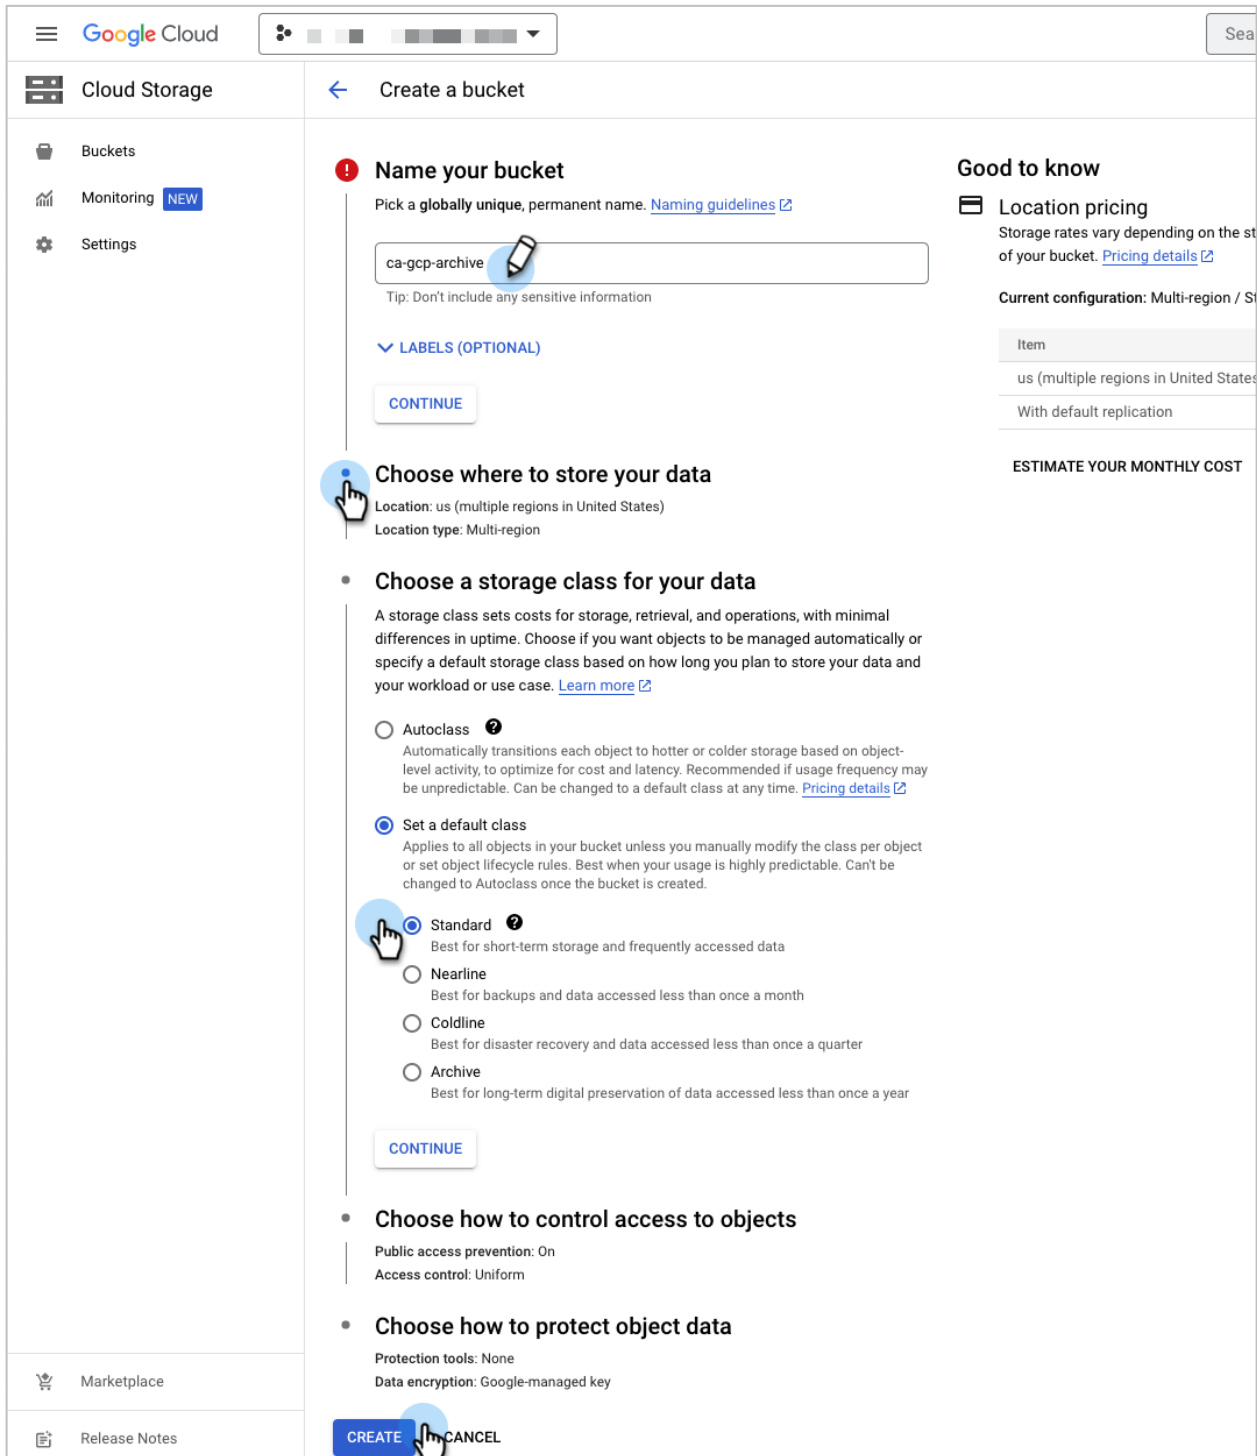 Google Cloud
Cloud Storage
Create a bucket
Buckets
Monitoring NEW
Settings
Name your bucket
Pick a globally unique, permanent name. Naming guidelines
ca-gcp-archive
Tip: Don't include any sensitive information
LABELS (OPTIONAL)
CONTINUE
Choose where to store your data
Location: us (multiple regions in United States)
Location type: Multi-region
Choose a storage class for your data
A storage class sets costs for storage, retrieval, and operations, with minimal
differences in uptime. Choose if you want objects to be managed automatically or
specify a default storage class based on how long you plan to store your data and
your workload or use case. Learn more
Autoclass
Automatically transitions each object to hotter or colder storage based on object-
level activity, to optimize for cost and latency. Recommended if usage frequency may
be unpredictable. Can be changed to a default class at any time. Pricing details
Set a default class
Applies to all objects in your bucket unless you manually modify the class per object
or set object lifecycle rules. Best when your usage is highly predictable. Can't be
changed to Autoclass once the bucket is created.
Standard
Best for short-term storage and frequently accessed data
Nearline
Best for backups and data accessed less than once a month
Coldline
Best for disaster recovery and data accessed less than once a quarter
Archive
Best for long-term digital preservation of data accessed less than once a year
CONTINUE
Choose how to control access to objects
Public access prevention: On
Access control: Uniform
Choose how to protect object data
Protection tools: None
Data encryption: Google-managed key
CREATE
CANCEL
Good to know
Location pricing
Storage rates vary depending on the
of your bucket. Pricing details
Current configuration: Multi-region /
Item
us (multiple regions in United States
With default replication
ESTIMATE YOUR MONTHLY COST
Marketplace
Release Notes